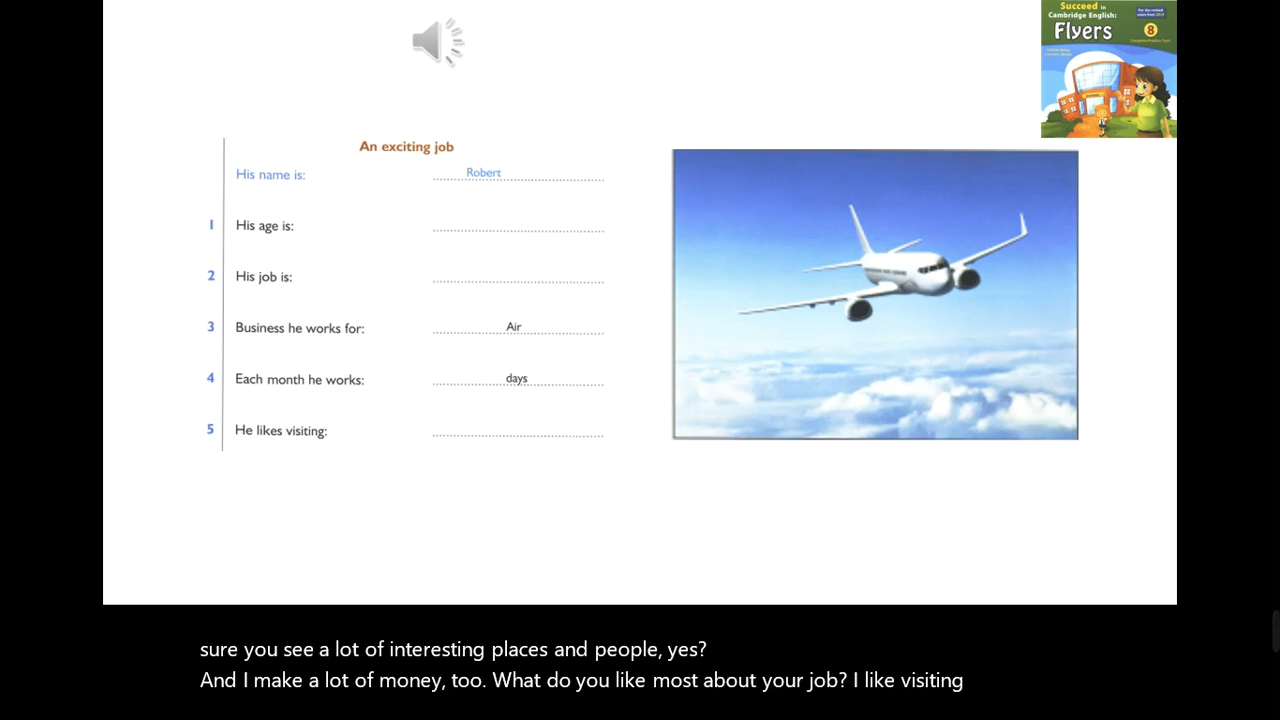 Succeed in
Cambridge English:
Flyers
8
An exciting job
His name is: Robert
1 His age is:
2 His job is:
3 Business he works for: Air
4 Each month he works: days
5 He likes visiting:
sure you see a lot of interesting places and people, yes?
And I make a lot of money, too. What do you like most about your job? I like visiting